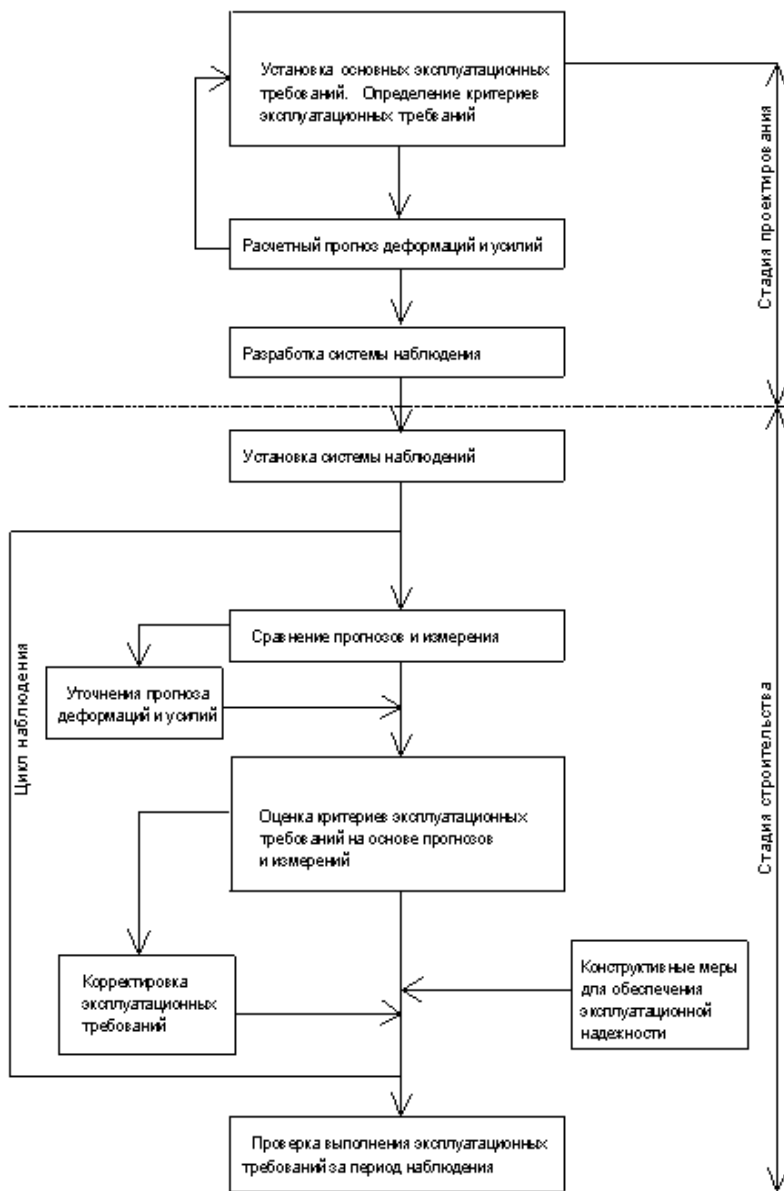 Установка основных эксплуатационных
требований. Определение критериев
эксплуатационных требваний
Стадия проектирования
Расчетный прогноз деформаций и усилий
Разработка системы наблюдения
Установка системы наблюдений
Цикл наблюдения
Сравнение прогнозов и измерения
Уточнения прогноза
деформаций и усилий
Стадия строительства
Оценка критериев эксплуатационных
требований на основе прогнозов
и измерений
Корректировка
эксплуатационных
требований
Конструктивные меры
для обеспечения
эксплуатационной
надежности
Проверка выполнения эксплуатационных
требований за период наблюдения